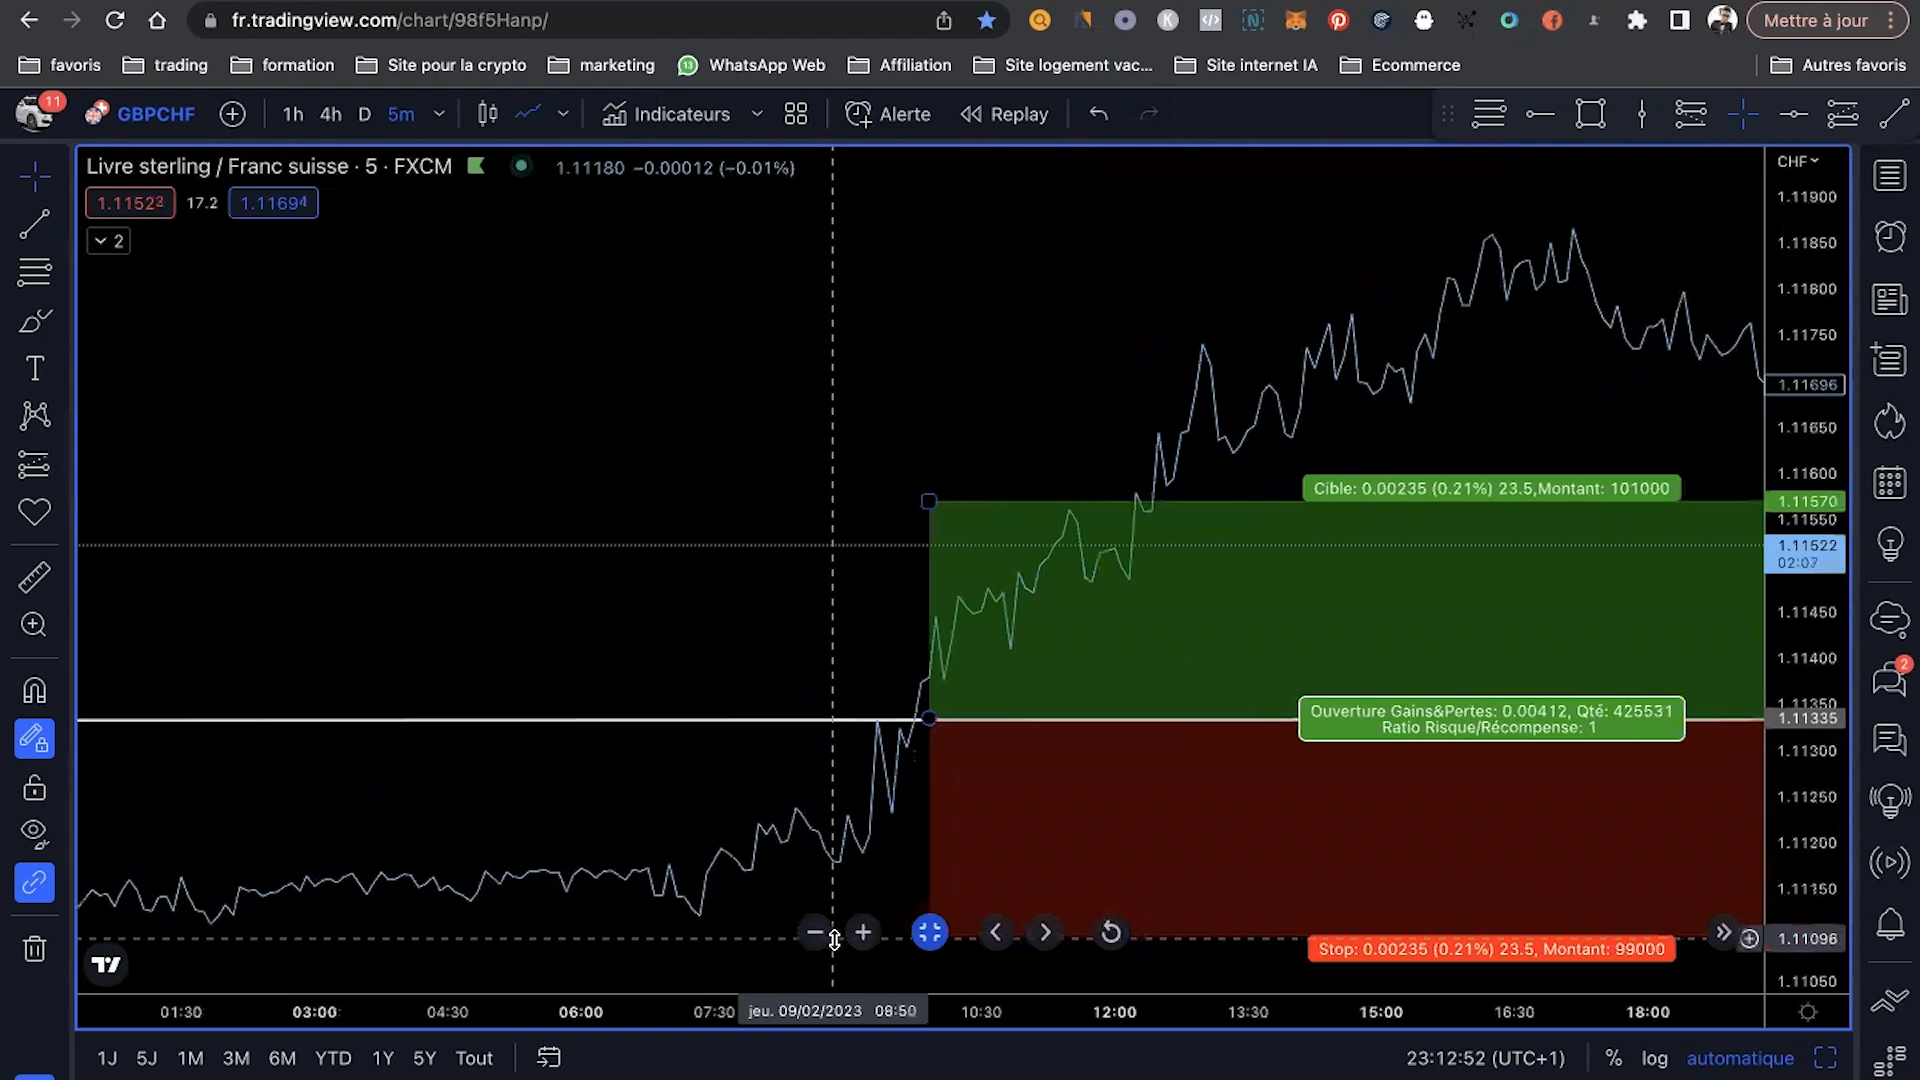 fr.tradingview.com/chart/98f5Hanp/
Mettre à jour
favoris
trading
formation
Site pour la crypto
marketing
13
WhatsApp Web
Affiliation
Site logement vac...
Site internet IA
Ecommerce
Autres favoris
11
GBPCHF
1h 4h D 5m
Indicateurs
Alerte
Replay
Livre sterling / Franc suisse · 5 · FXCM
1.11180 −0.00012 (−0.01%)
CHF
1.11523
17.2
1.11694
2
1.11900
1.11850
1.11800
1.11750
1.11696
1.11650
1.11600
Cible: 0.00235 (0.21%) 23.5,Montant: 101000
1.11570
1.11550
1.11522
02:07
1.11450
1.11400
1.11350
Ouverture Gains&Pertes: 0.00412, Qté: 425531
Ratio Risque/Récompense: 1
1.11335
1.11300
1.11250
1.11200
1.11150
1.11096
Stop: 0.00235 (0.21%) 23.5, Montant: 99000
1.11050
2
01:30 03:00 04:30 06:00 07:30 jeu. 09/02/2023 08:50 10:30 12:00 13:30 15:00 16:30 18:00
1J 5J 1M 3M 6M YTD 1Y 5Y Tout
23:12:52 (UTC+1)
% log automatique